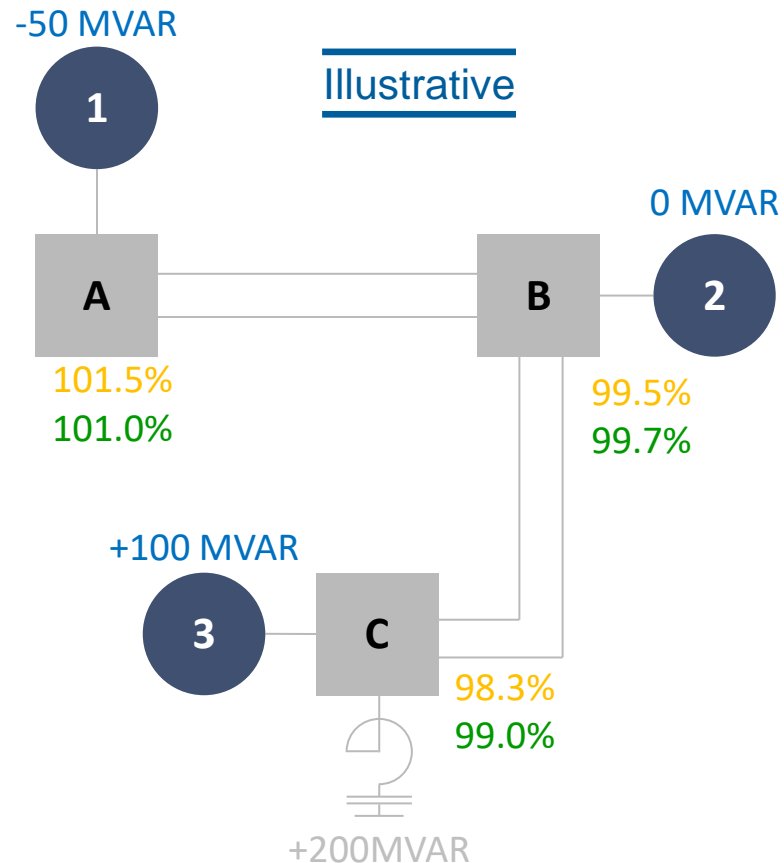 -50 MVAR
Illustrative
1
0 MVAR
A
B
2
101.5%
101.0%
99.5%
99.7%
+100 MVAR
3
C
98.3%
99.0%
+200MVAR